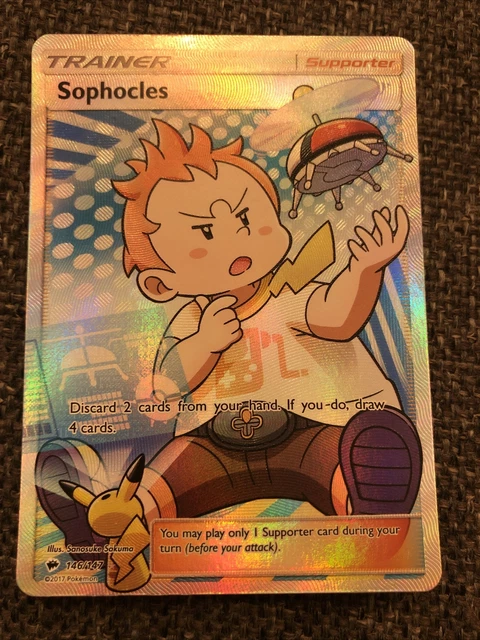 TRAINER Supporter
Sophocles
Discard 2 cards from your hand. If you do, draw
4 cards.
You may play only 1 Supporter card during your
turn (before your attack).
Illus. Sanosuke Sakuma
146/147
©2017 Pokémon